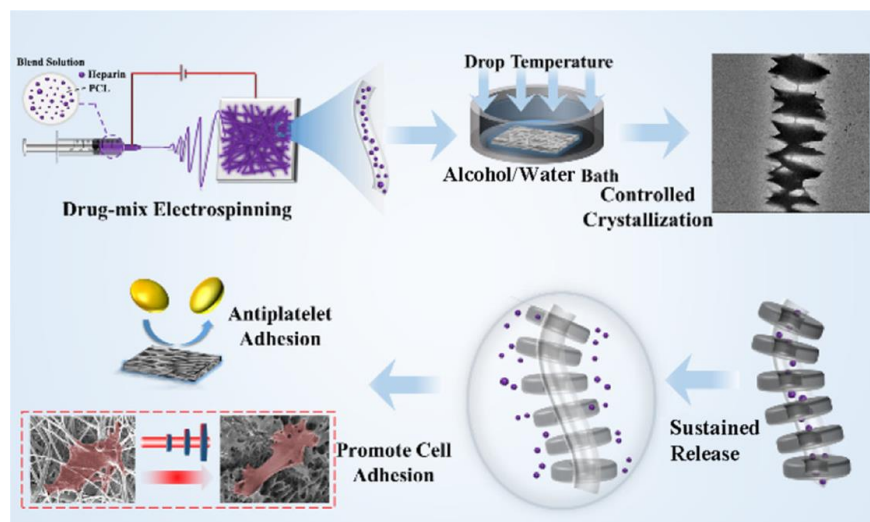 Blend Solution
Heparin
PCL
Drug-mix Electrospinning
Drop Temperature
Alcohol/Water Bath
Controlled
Crystallization
Antiplatelet
Adhesion
Promote Cell
Adhesion
Sustained
Release